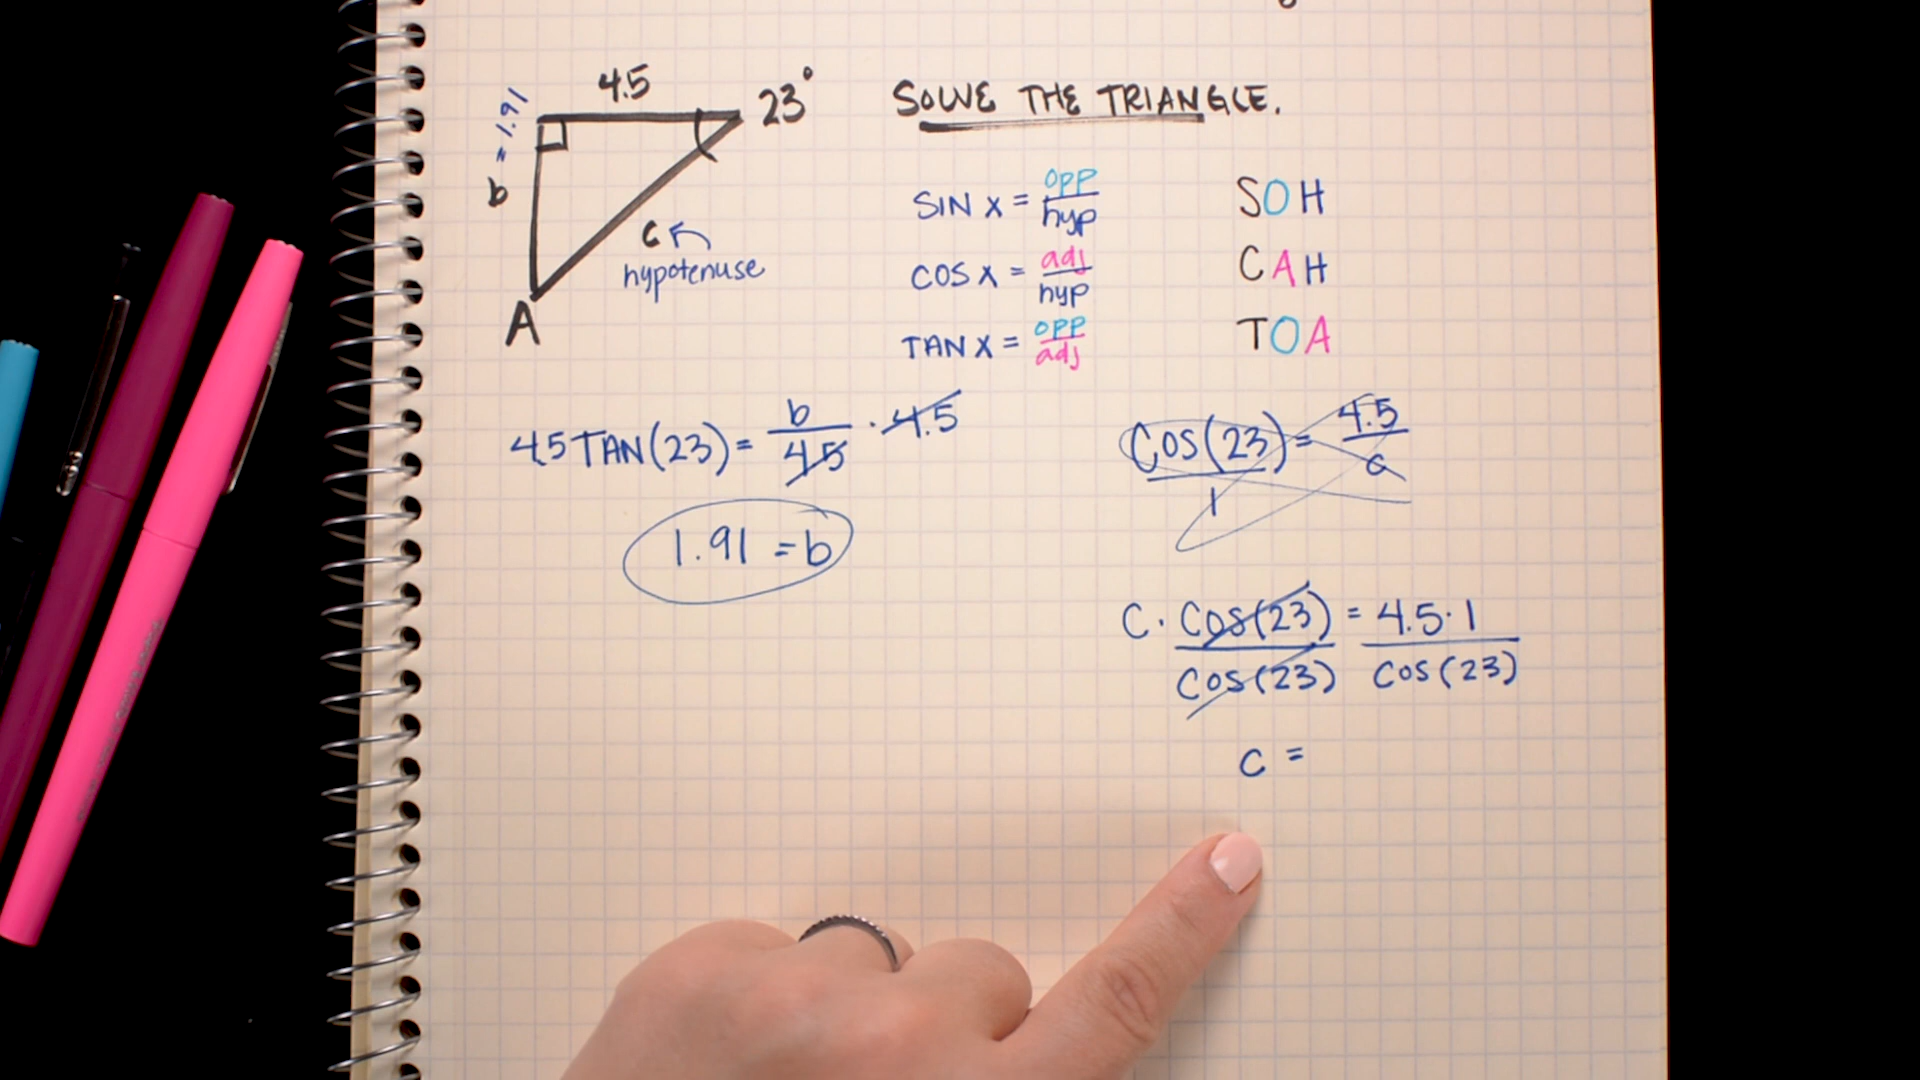 4.5
23°
b = 1.91
c
hypotenuse
A
SOLVE THE TRIANGLE.
SIN X = opp/hyp
COS X = adj/hyp
TAN X = opp/adj
SOH
CAH
TOA
4.5 TAN(23) = b/4.5 · 4.5
1.91 = b
COS(23)/1 = 4.5/c
C · COS(23)/COS(23) = 4.5·1/COS(23)
C =